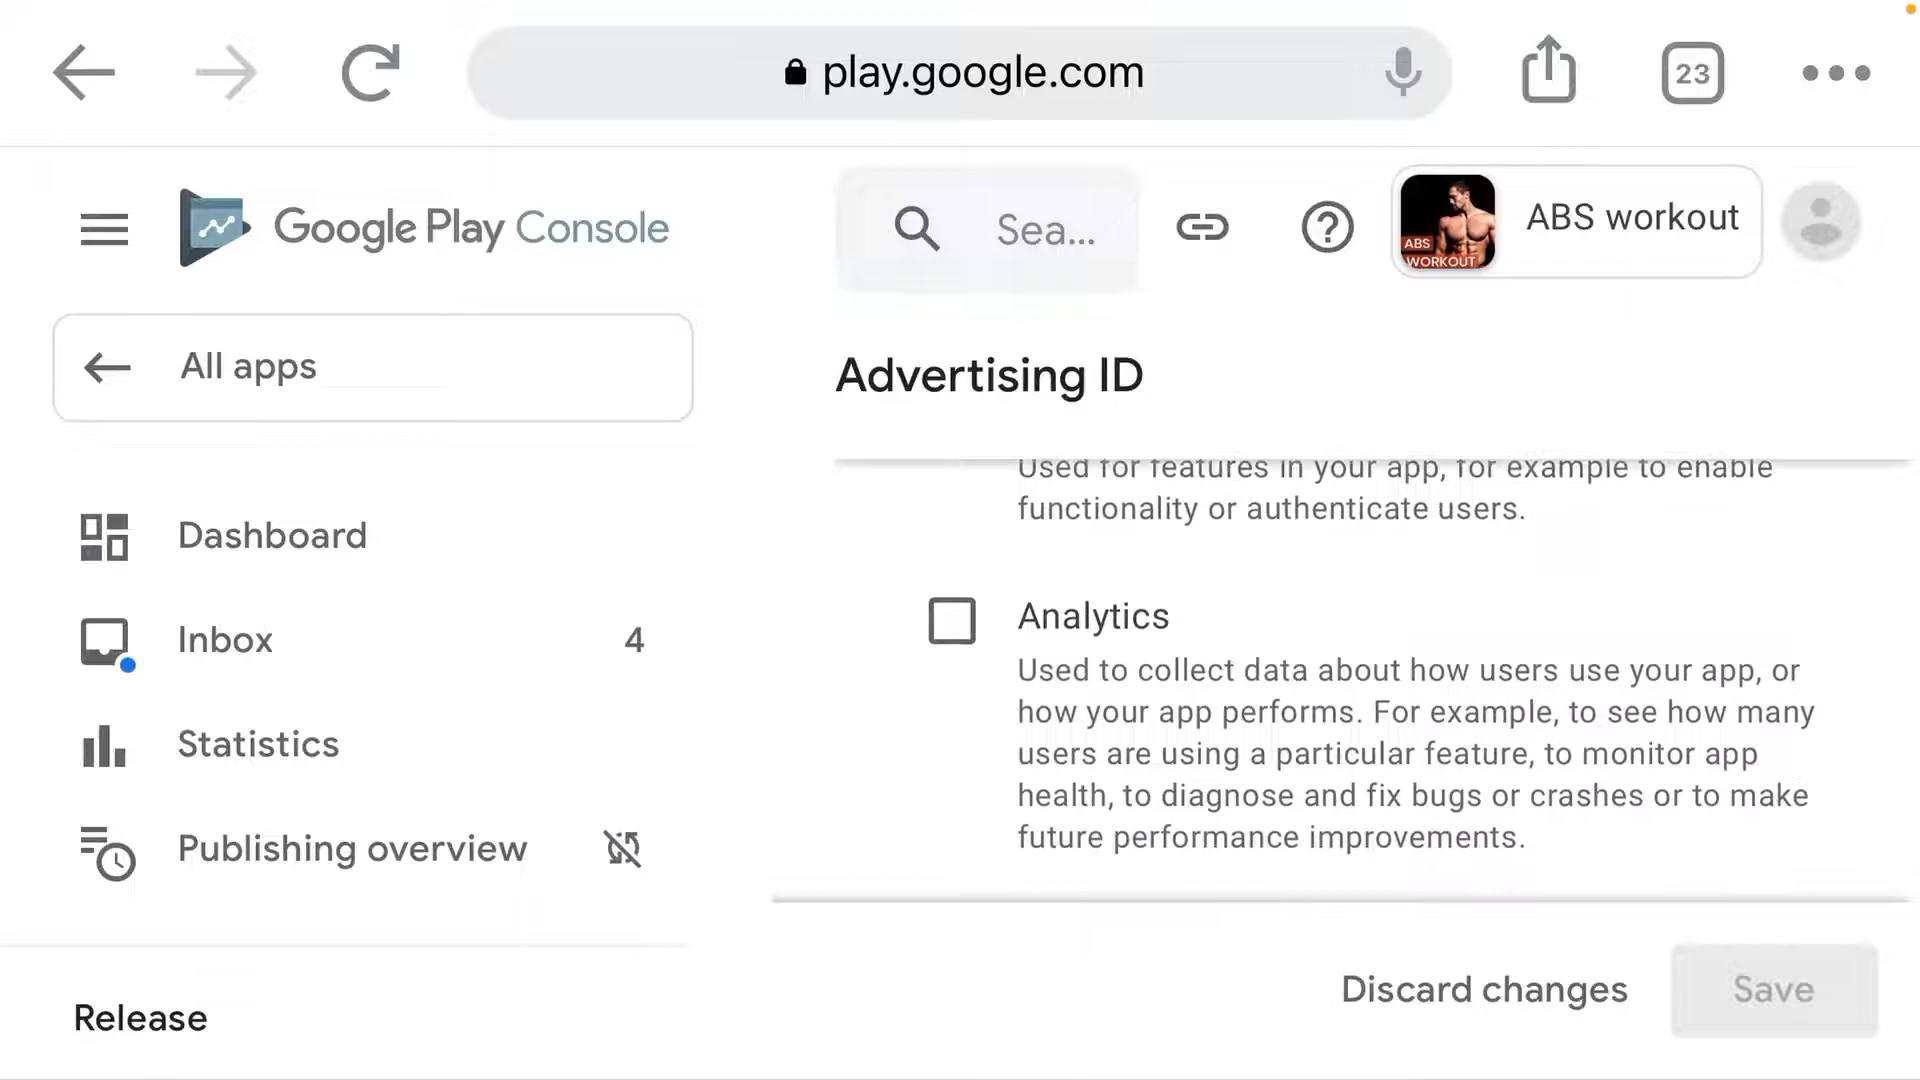 play.google.com
23
Google Play Console
Sea...
ABS workout
ABS
WORKOUT
All apps
Advertising ID
Used for features in your app, for example to enable
functionality or authenticate users.
Dashboard
Analytics
Inbox 4
Used to collect data about how users use your app, or
how your app performs. For example, to see how many
users are using a particular feature, to monitor app
health, to diagnose and fix bugs or crashes or to make
future performance improvements.
Statistics
Publishing overview
Discard changes
Save
Release